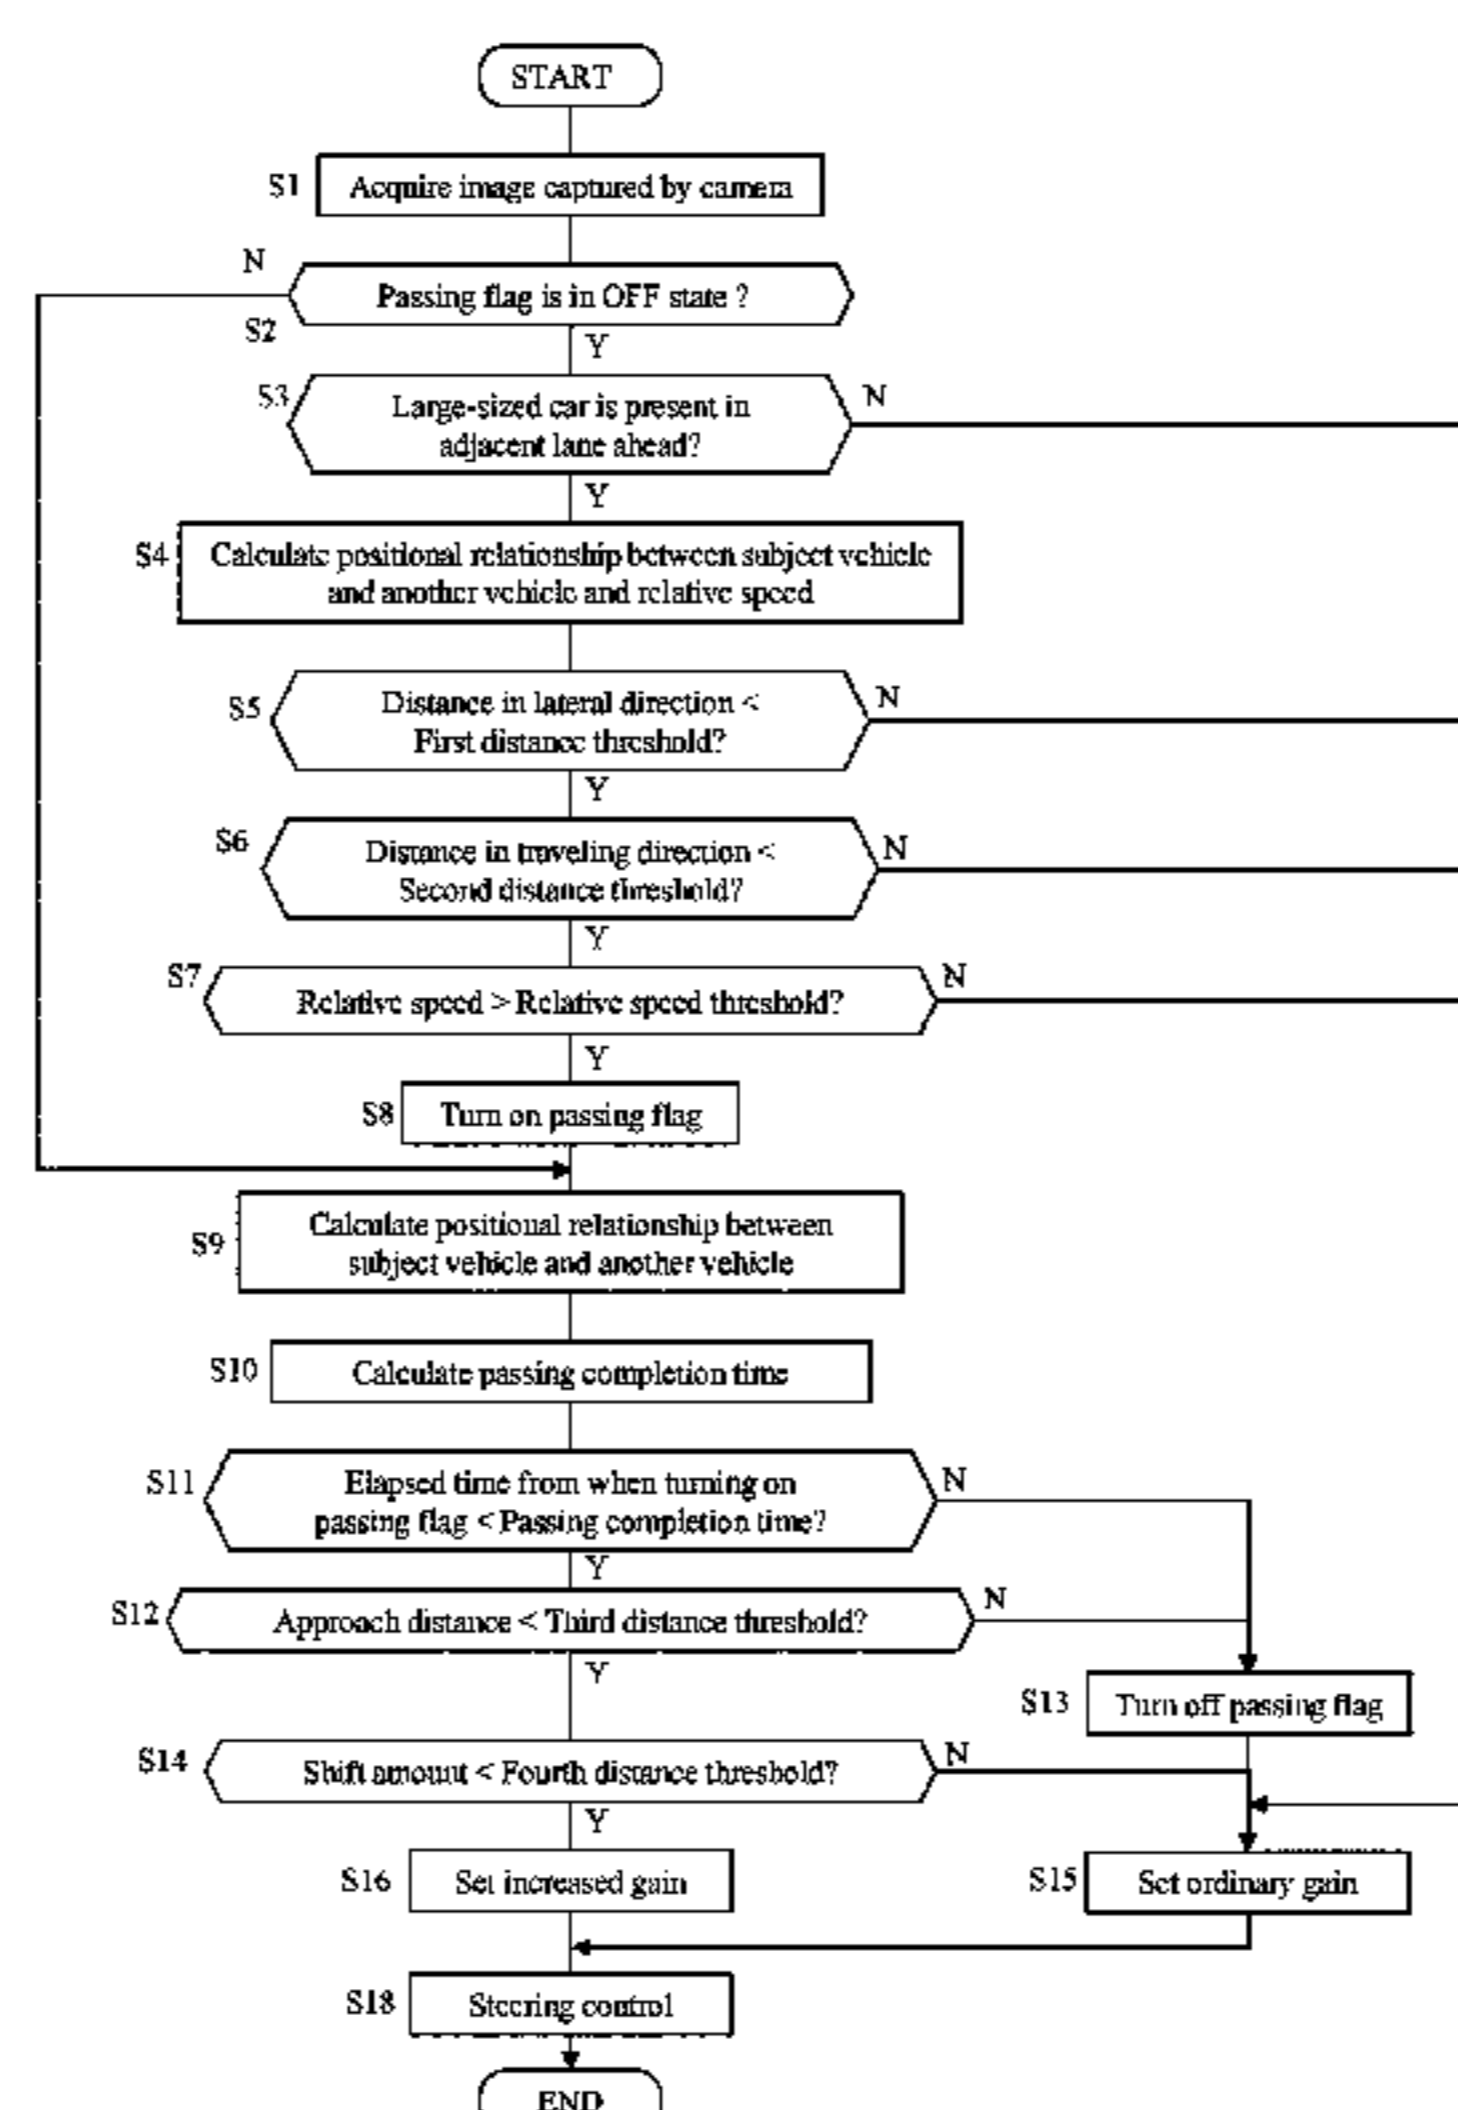 START
S1
Acquire image captured by camera
N
Passing flag is in OFF state ?
S2
Y
S3
Large-sized car is present in
adjacent lane ahead?
N
Y
S4
Calculate positional relationship between subject vehicle
and another vehicle and relative speed
S5
Distance in lateral direction <
First distance threshold?
N
Y
S6
Distance in traveling direction <
Second distance threshold?
N
Y
S7
Relative speed > Relative speed threshold?
N
Y
S8
Turn on passing flag
S9
Calculate positional relationship between
subject vehicle and another vehicle
S10
Calculate passing completion time
S11
Elapsed time from when turning on
passing flag < Passing completion time?
N
Y
S12
Approach distance < Third distance threshold?
N
Y
S13
Turn off passing flag
S14
Shift amount < Fourth distance threshold?
N
Y
S16
Set increased gain
S15
Set ordinary gain
S18
Steering control
END